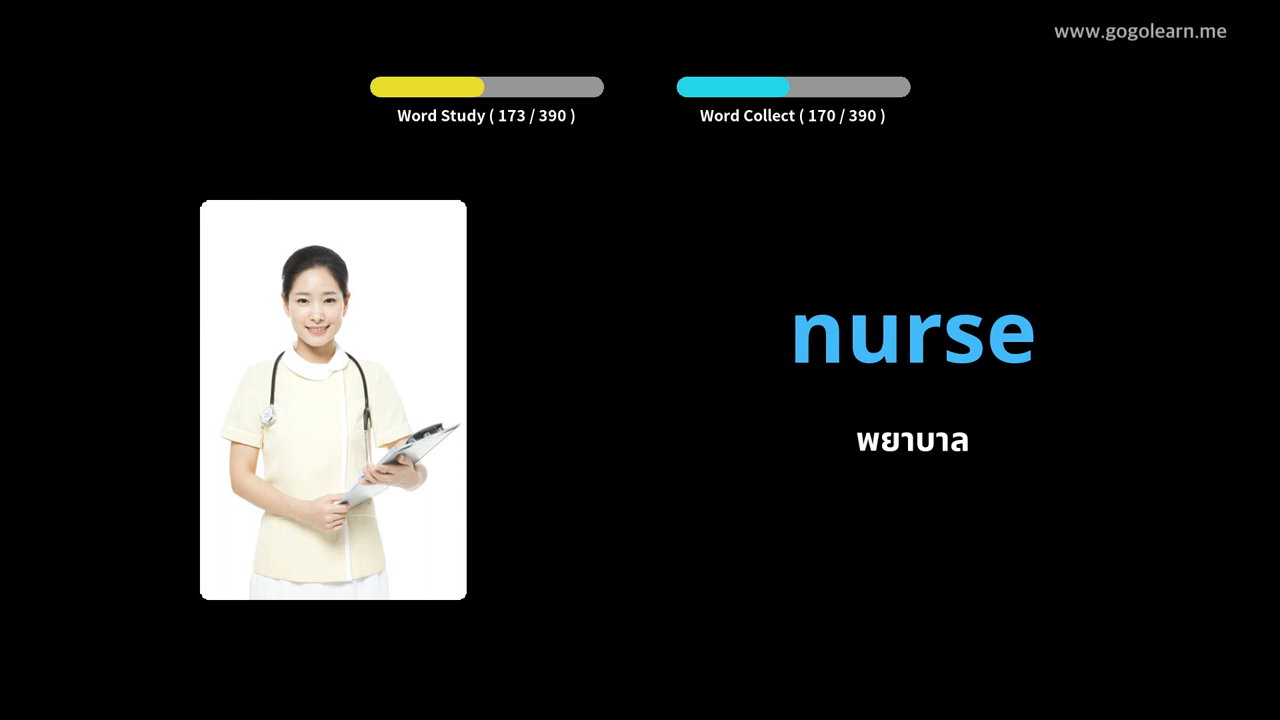 www.gogolearn.me
Word Study ( 173 / 390 )
Word Collect ( 170 / 390 )
nurse
พยาบาล